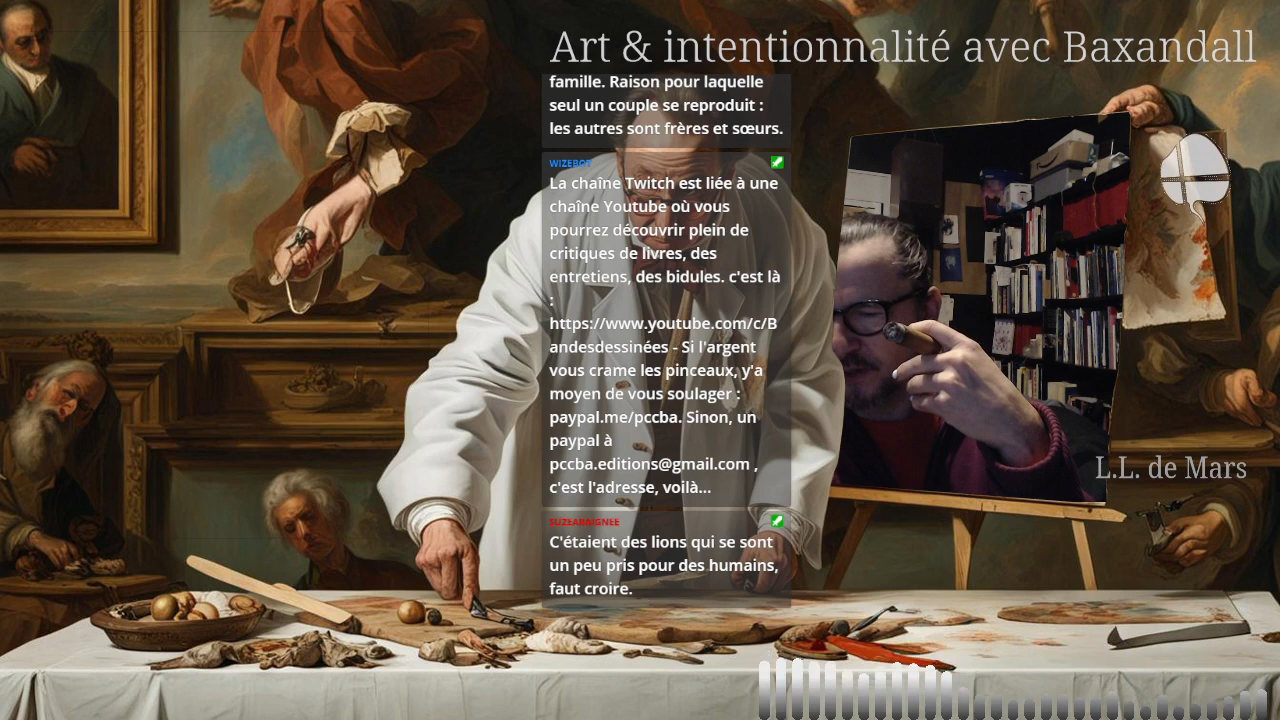 Art & intentionnalité avec Baxandall
famille. Raison pour laquelle
seul un couple se reproduit :
les autres sont frères et sœurs.
WIZEBOT
La chaîne Twitch est liée à une
chaîne Youtube où vous
pourrez découvrir plein de
critiques de livres, des
entretiens, des bidules. c'est là
:
https://www.youtube.com/c/B
andesdessinées - Si l'argent
vous crame les pinceaux, y'a
moyen de vous soulager :
paypal.me/pccba. Sinon, un
paypal à
pccba.editions@gmail.com ,
c'est l'adresse, voilà...
SUZEARAIGNEE
C'étaient des lions qui se sont
un peu pris pour des humains,
faut croire.
L.L. de Mars